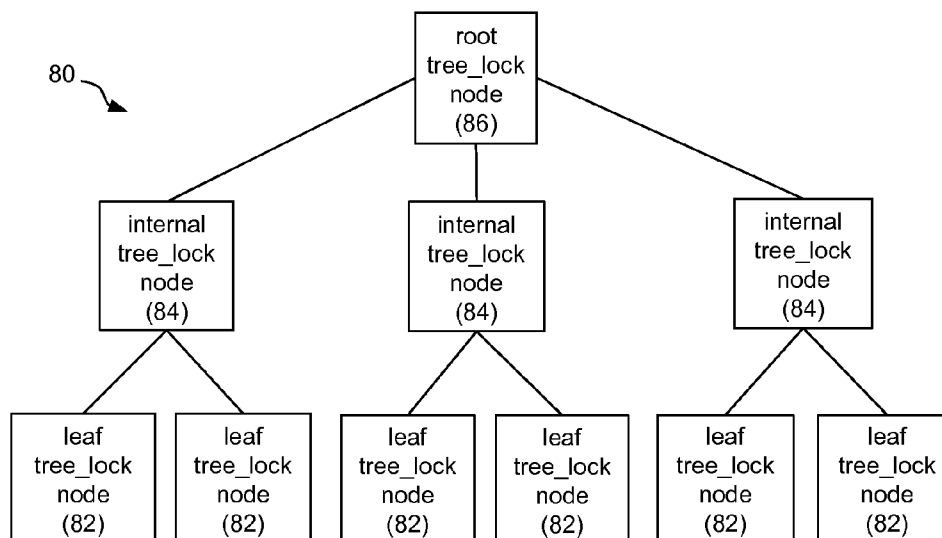 root
tree_lock
node
(86)
80
internal
tree_lock
node
(84)
internal
tree_lock
node
(84)
internal
tree_lock
node
(84)
leaf
tree_lock
node
(82)
leaf
tree_lock
node
(82)
leaf
tree_lock
node
(82)
leaf
tree_lock
node
(82)
leaf
tree_lock
node
(82)
leaf
tree_lock
node
(82)